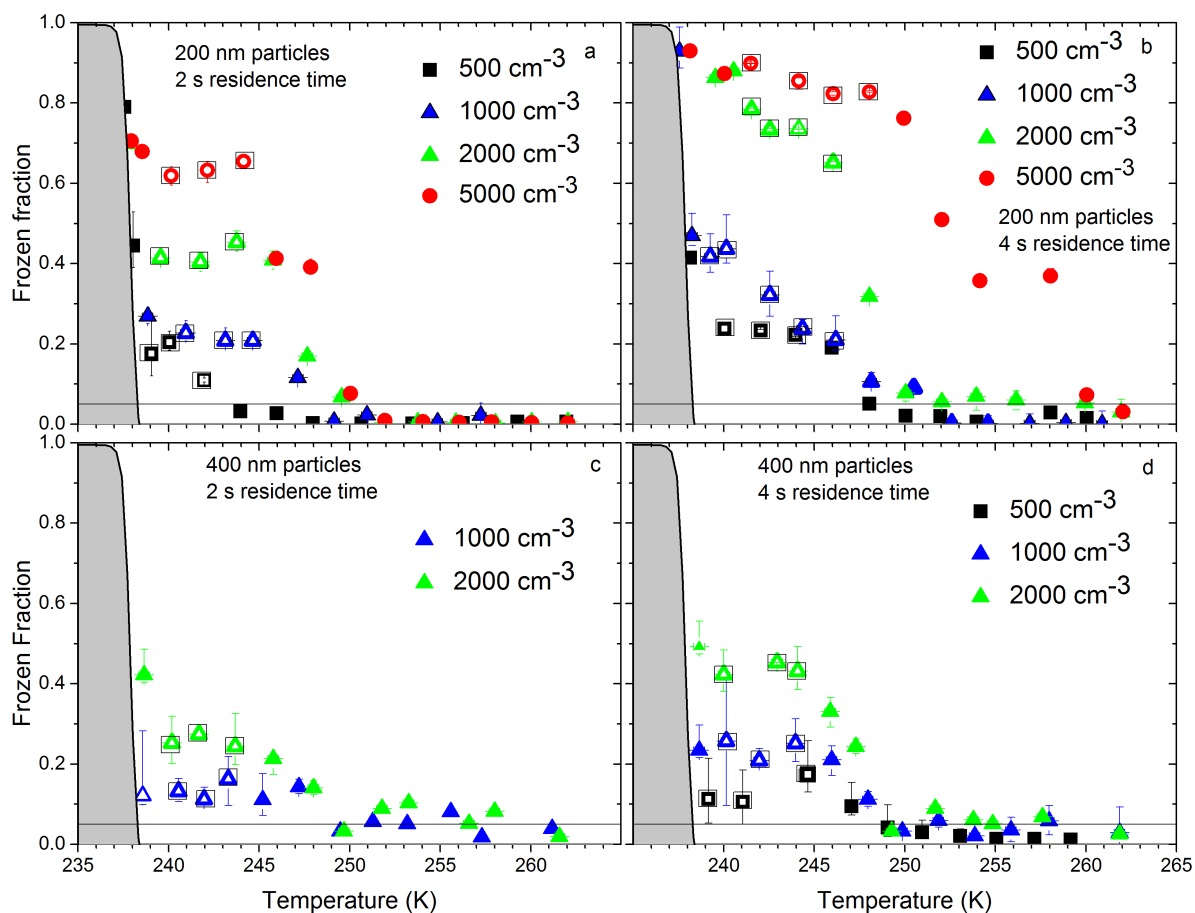 1.0
0.8
0.6
0.4
0.2
0.0
Frozen fraction
200 nm particles
2 s residence time
a
500 cm⁻³
1000 cm⁻³
2000 cm⁻³
5000 cm⁻³
b
500 cm⁻³
1000 cm⁻³
2000 cm⁻³
5000 cm⁻³
200 nm particles
4 s residence time
1.0
0.8
0.6
0.4
0.2
0.0
Frozen Fraction
400 nm particles
2 s residence time
c
1000 cm⁻³
2000 cm⁻³
400 nm particles
4 s residence time
d
500 cm⁻³
1000 cm⁻³
2000 cm⁻³
235 240 245 250 255 260
Temperature (K)
240 245 250 255 260 265
Temperature (K)